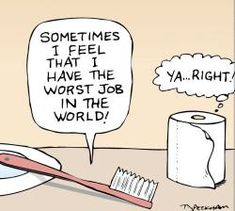 SOMETIMES
I FEEL
THAT I
HAVE THE
WORST JOB
IN THE
WORLD!
YA...RIGHT!